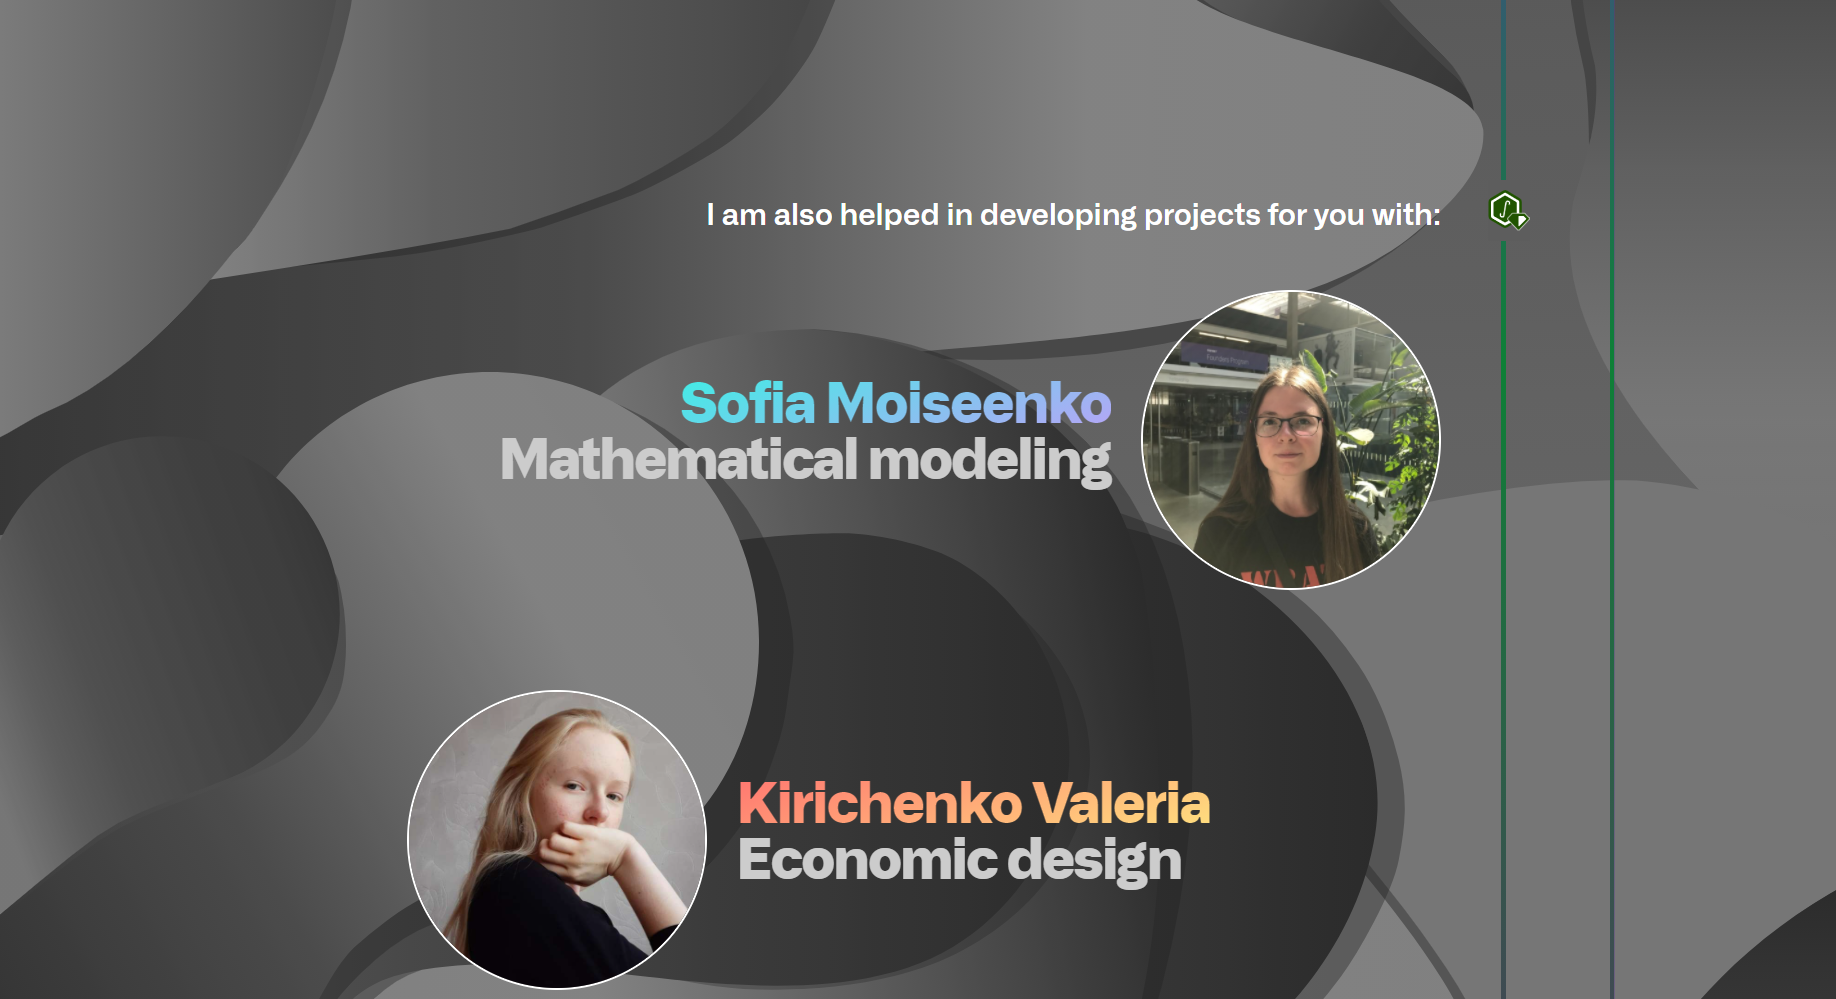 I am also helped in developing projects for you with:
Sofia Moiseenko
Mathematical modeling
Kirichenko Valeria
Economic design